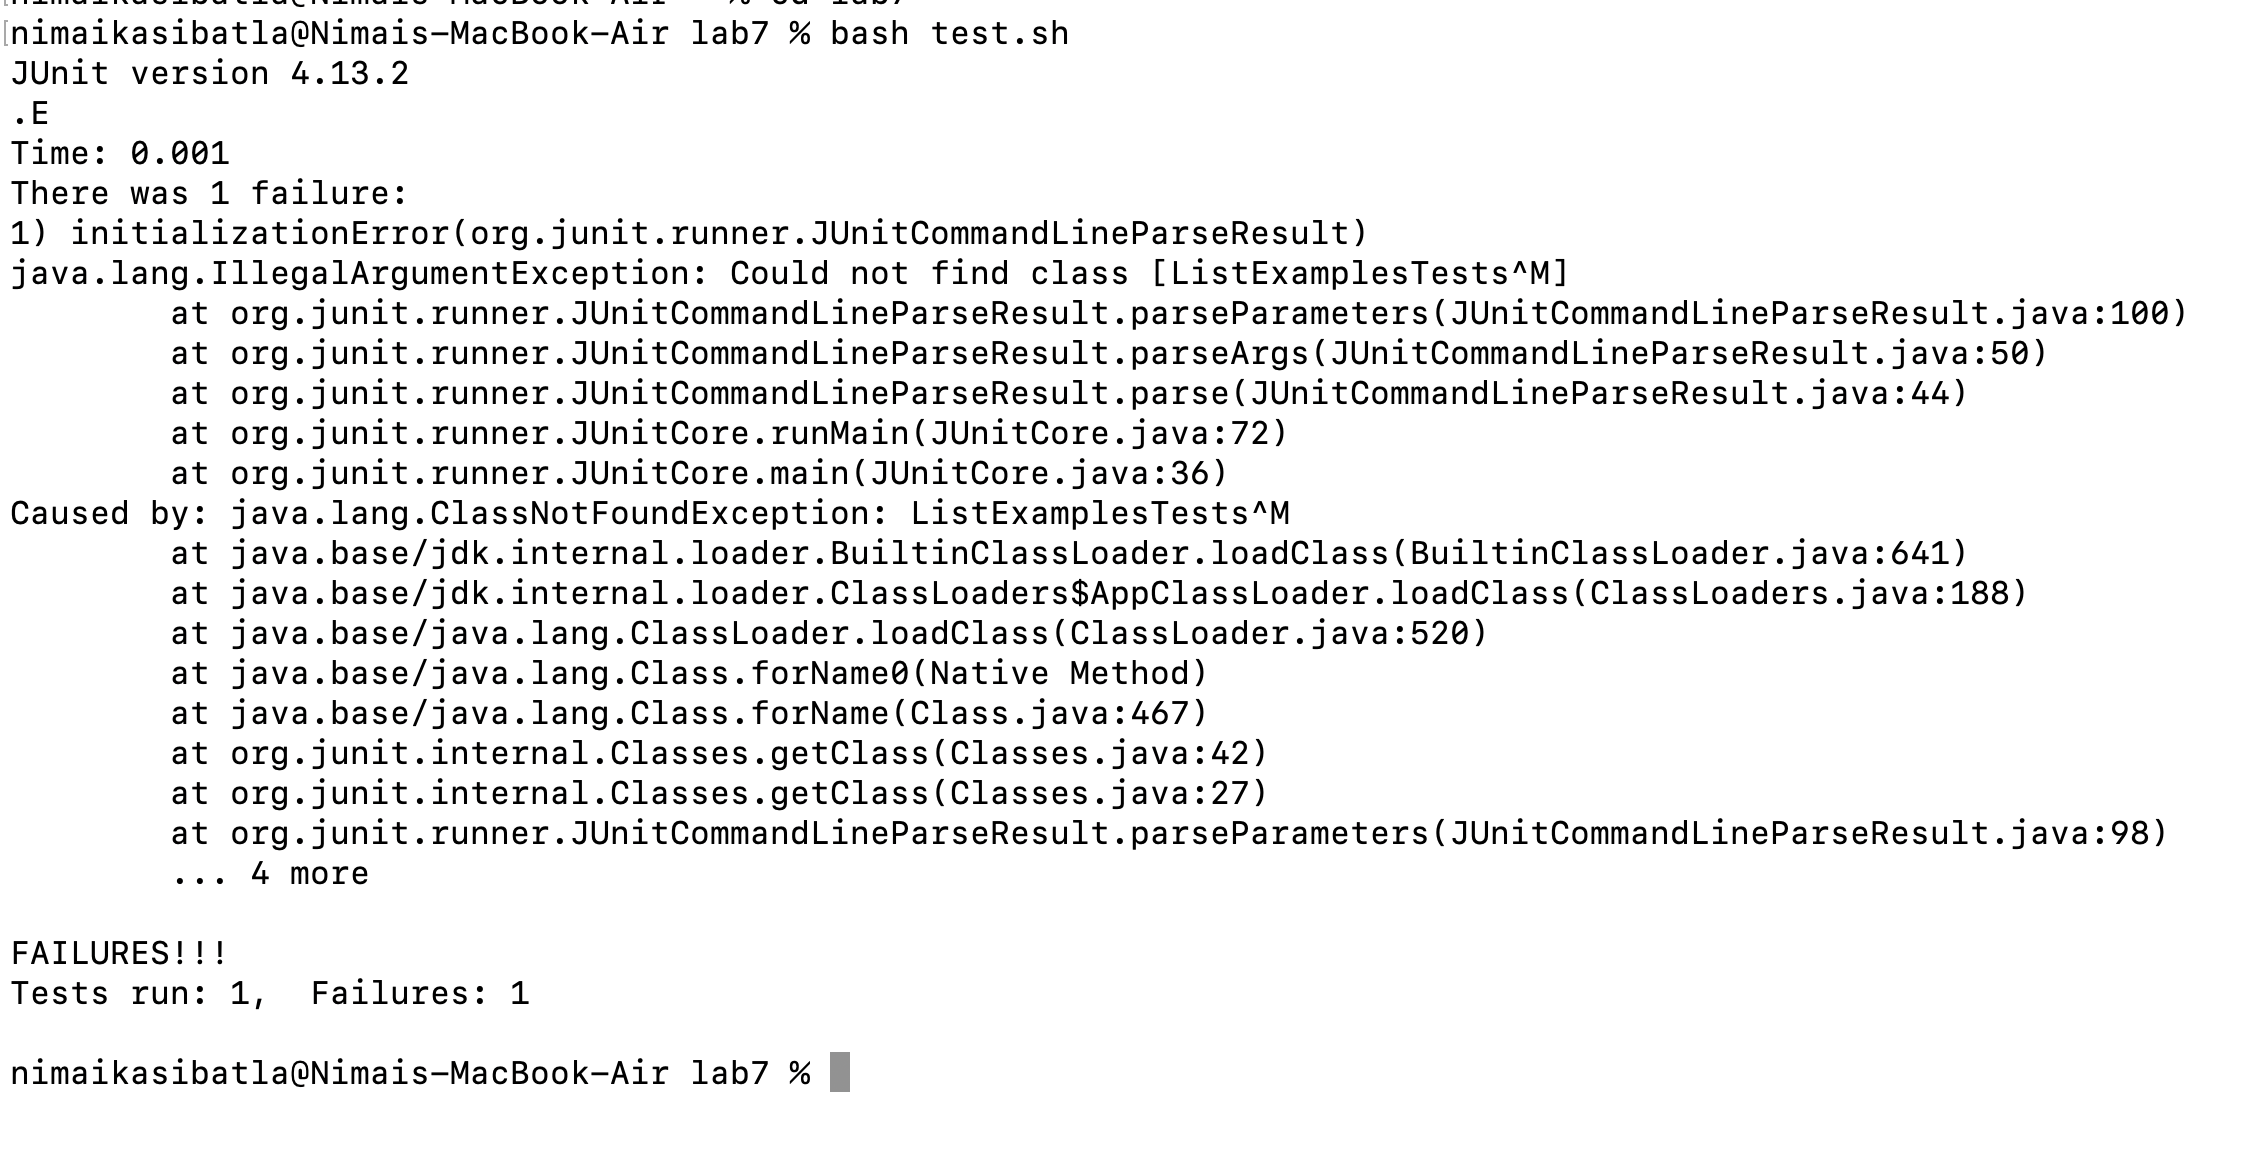 nimaikasibatla@Nimais-MacBook-Air ~ % cd lab7
[nimaikasibatla@Nimais-MacBook-Air lab7 % bash test.sh
JUnit version 4.13.2
.E
Time: 0.001
There was 1 failure:
1) initializationError(org.junit.runner.JUnitCommandLineParseResult)
java.lang.IllegalArgumentException: Could not find class [ListExamplesTests^M]
        at org.junit.runner.JUnitCommandLineParseResult.parseParameters(JUnitCommandLineParseResult.java:100)
        at org.junit.runner.JUnitCommandLineParseResult.parseArgs(JUnitCommandLineParseResult.java:50)
        at org.junit.runner.JUnitCommandLineParseResult.parse(JUnitCommandLineParseResult.java:44)
        at org.junit.runner.JUnitCore.runMain(JUnitCore.java:72)
        at org.junit.runner.JUnitCore.main(JUnitCore.java:36)
Caused by: java.lang.ClassNotFoundException: ListExamplesTests^M
        at java.base/jdk.internal.loader.BuiltinClassLoader.loadClass(BuiltinClassLoader.java:641)
        at java.base/jdk.internal.loader.ClassLoaders$AppClassLoader.loadClass(ClassLoaders.java:188)
        at java.base/java.lang.ClassLoader.loadClass(ClassLoader.java:520)
        at java.base/java.lang.Class.forName0(Native Method)
        at java.base/java.lang.Class.forName(Class.java:467)
        at org.junit.internal.Classes.getClass(Classes.java:42)
        at org.junit.internal.Classes.getClass(Classes.java:27)
        at org.junit.runner.JUnitCommandLineParseResult.parseParameters(JUnitCommandLineParseResult.java:98)
        ... 4 more
FAILURES!!!
Tests run: 1,  Failures: 1
nimaikasibatla@Nimais-MacBook-Air lab7 %